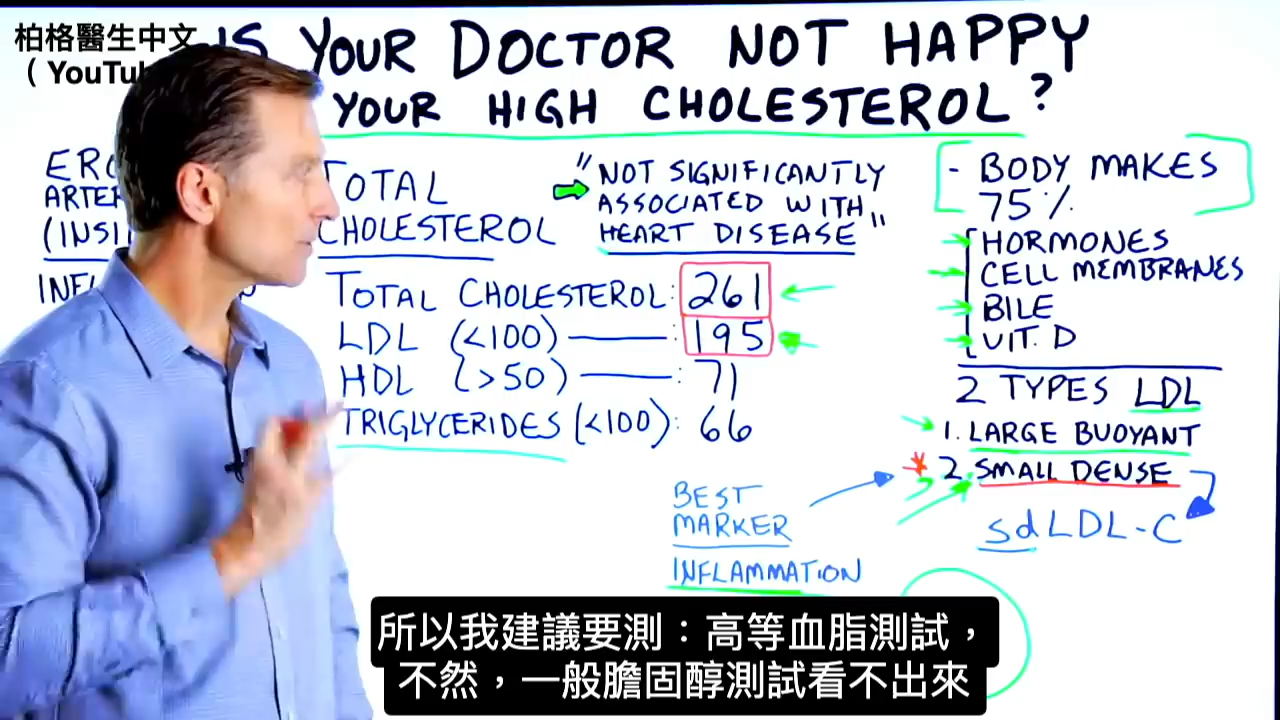 柏格醫生中文
IS YOUR DOCTOR NOT HAPPY
YOUR HIGH CHOLESTEROL?
TOTAL
CHOLESTEROL
"NOT SIGNIFICANTLY
ASSOCIATED WITH
HEART DISEASE"
TOTAL CHOLESTEROL: 261
LDL (<100) : 195
HDL (>50) : 71
TRIGLYCERIDES (<100): 66
- BODY MAKES
75%
HORMONES
CELL MEMBRANES
BILE
VIT. D
2 TYPES LDL
1. LARGE BUOYANT
* 2. SMALL DENSE
sdLDL-C
BEST
MARKER
INFLAMMATION
所以我建議要測：高等血脂測試，
不然，一般膽固醇測試看不出來